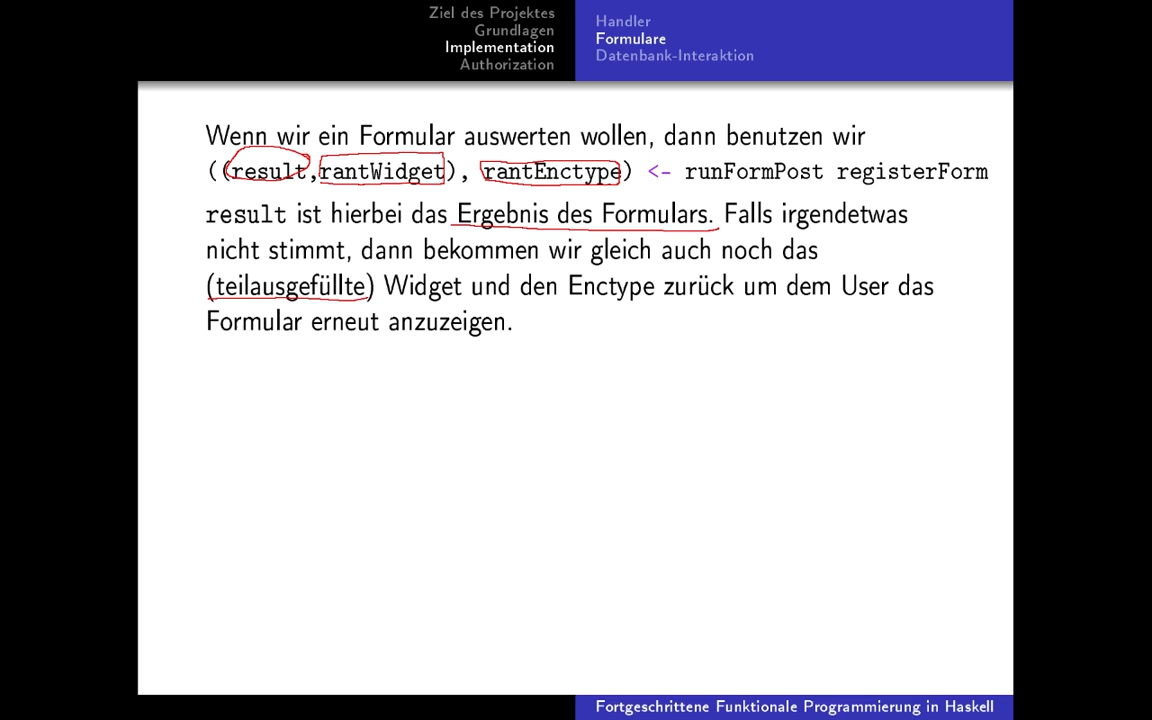 Ziel des Projektes
Grundlagen
Implementation
Authorization
Handler
Formulare
Datenbank-Interaktion
Wenn wir ein Formular auswerten wollen, dann benutzen wir
((result,rantWidget), rantEnctype) <- runFormPost registerForm
result ist hierbei das Ergebnis des Formulars. Falls irgendetwas
nicht stimmt, dann bekommen wir gleich auch noch das
(teilausgefüllte) Widget und den Enctype zurück um dem User das
Formular erneut anzuzeigen.
Fortgeschrittene Funktionale Programmierung in Haskell